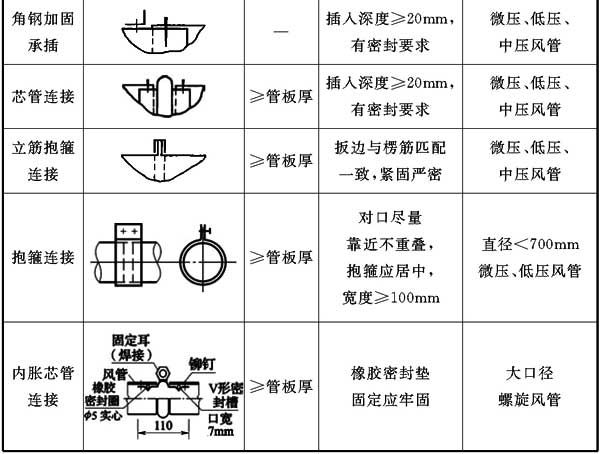 角钢加固
承插
—
插入深度≥20mm,
有密封要求
微压、低压、
中压风管
芯管连接
≥管板厚
插入深度≥20mm,
有密封要求
微压、低压、
中压风管
立筋抱箍
连接
≥管板厚
扳边与楞筋匹配
一致,紧固严密
微压、低压、
中压风管
抱箍连接
≥管板厚
对口尽量
靠近不重叠,
抱箍应居中,
宽度≥100mm
直径<700mm
微压、低压风管
内胀芯管
连接
固定耳
(焊接)
铆钉
风管
橡胶
密封圈
φ5实心
V形密
封槽
口宽
7mm
110
≥管板厚
橡胶密封垫
固定应牢固
大口径
螺旋风管